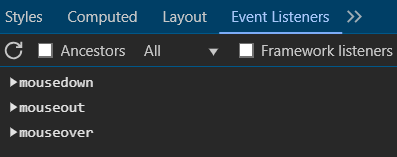 Styles Computed Layout Event Listeners
Ancestors All Framework listeners
mousedown
mouseout
mouseover